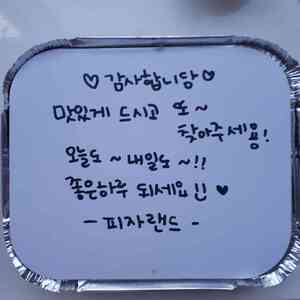 ♡감사합니당♡
맛있게 드시고 또~
찾아주세용!
오늘도 ~ 내일도 ~!!
좋은하루 되세요!! ♥
- 피자랜드 -